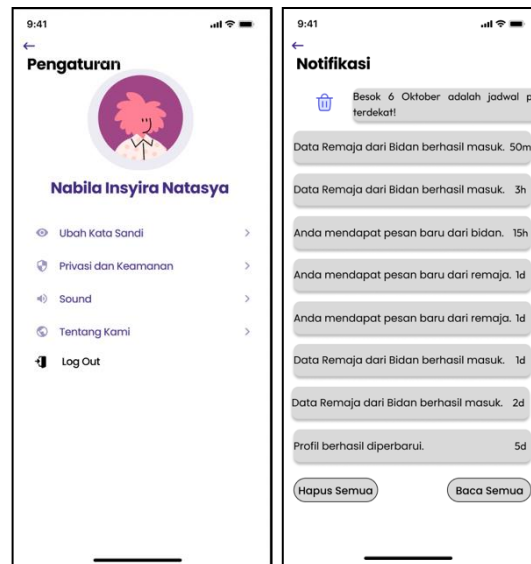 9:41
Pengaturan
Nabila Insyira Natasya
Ubah Kata Sandi
Privasi dan Keamanan
Sound
Tentang Kami
Log Out
9:41
Notifikasi
Besok 6 Oktober adalah jadwal
terdekat!
Data Remaja dari Bidan berhasil masuk. 50m
Data Remaja dari Bidan berhasil masuk. 3h
Anda mendapat pesan baru dari bidan. 15h
Anda mendapat pesan baru dari remaja. 1d
Anda mendapat pesan baru dari remaja. 1d
Data Remaja dari Bidan berhasil masuk. 1d
Data Remaja dari Bidan berhasil masuk. 2d
Profil berhasil diperbarui. 5d
Hapus Semua
Baca Semua